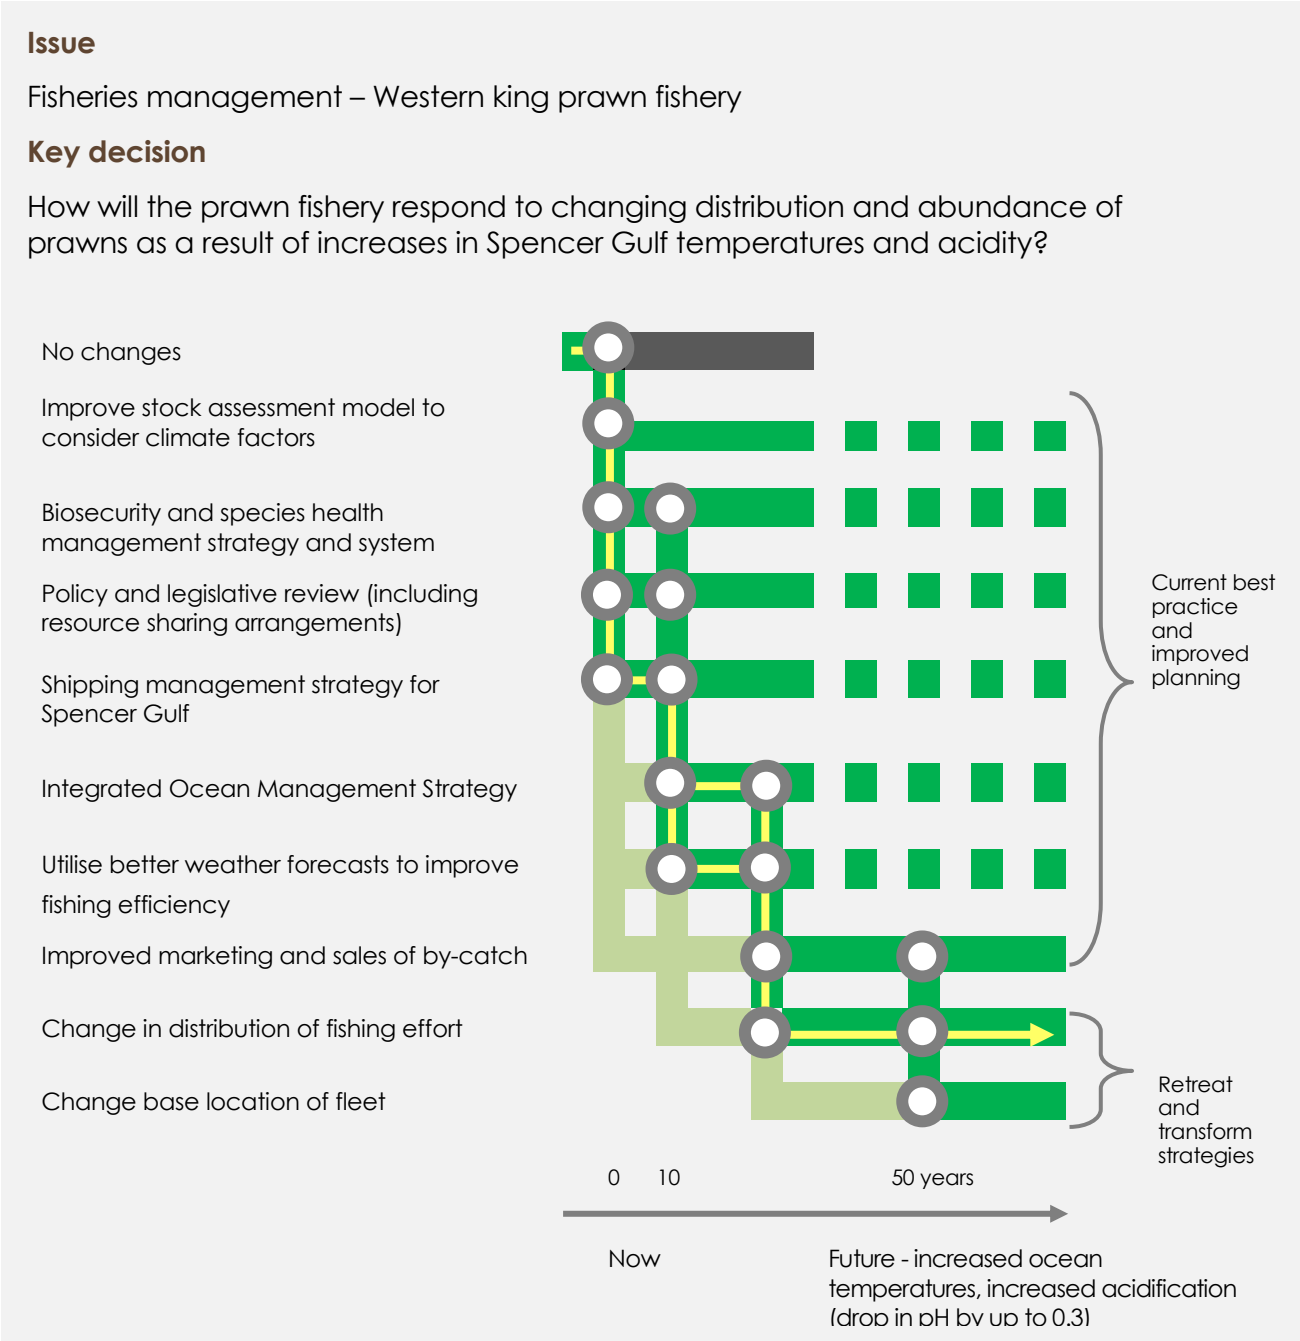 Issue
Fisheries management – Western king prawn fishery
Key decision
How will the prawn fishery respond to changing distribution and abundance of
prawns as a result of increases in Spencer Gulf temperatures and acidity?
No changes
Improve stock assessment model to
consider climate factors
Biosecurity and species health
management strategy and system
Policy and legislative review (including
resource sharing arrangements)
Shipping management strategy for
Spencer Gulf
Integrated Ocean Management Strategy
Utilise better weather forecasts to improve
fishing efficiency
Improved marketing and sales of by-catch
Change in distribution of fishing effort
Change base location of fleet
Current best
practice
and
improved
planning
Retreat
and
transform
strategies
0 10 50 years
Now
Future - increased ocean
temperatures, increased acidification
(drop in pH by up to 0.3)